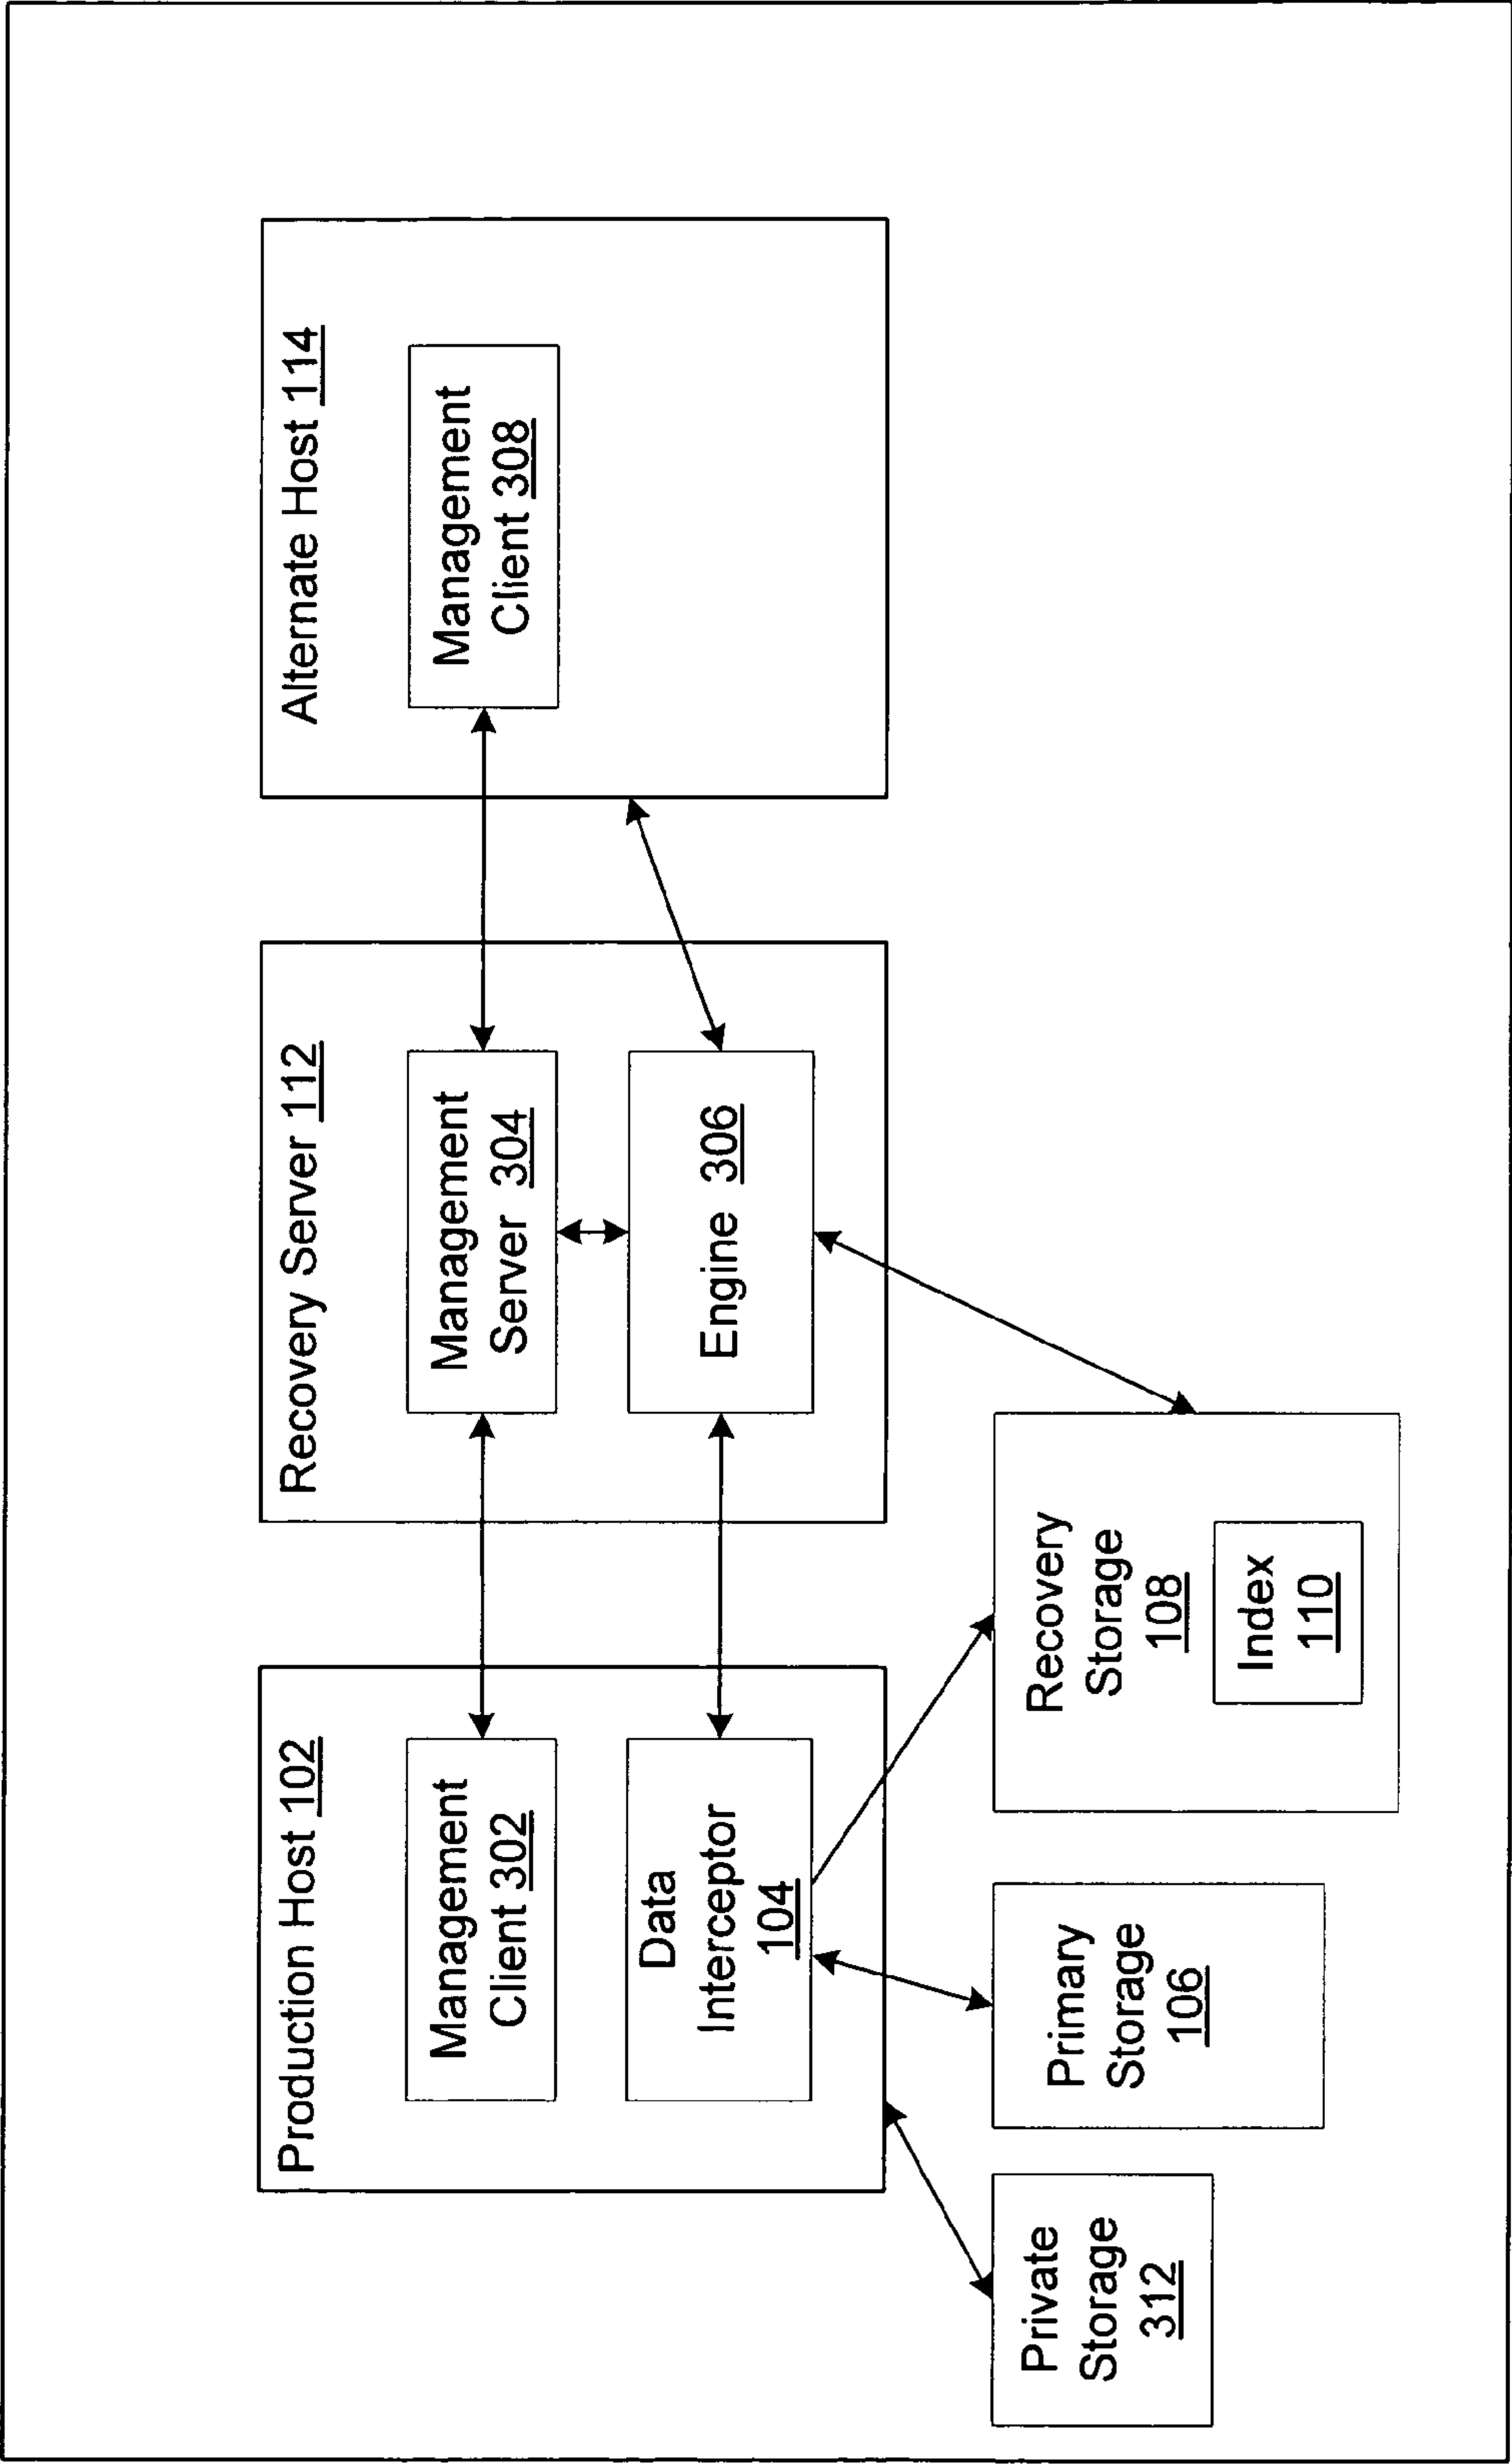 Production Host 102
Management
Client 302
Data
Interceptor
104
Recovery Server 112
Management
Server 304
Engine 306
Alternate Host 114
Management
Client 308
Private
Storage
312
Primary
Storage
106
Recovery
Storage
108
Index
110